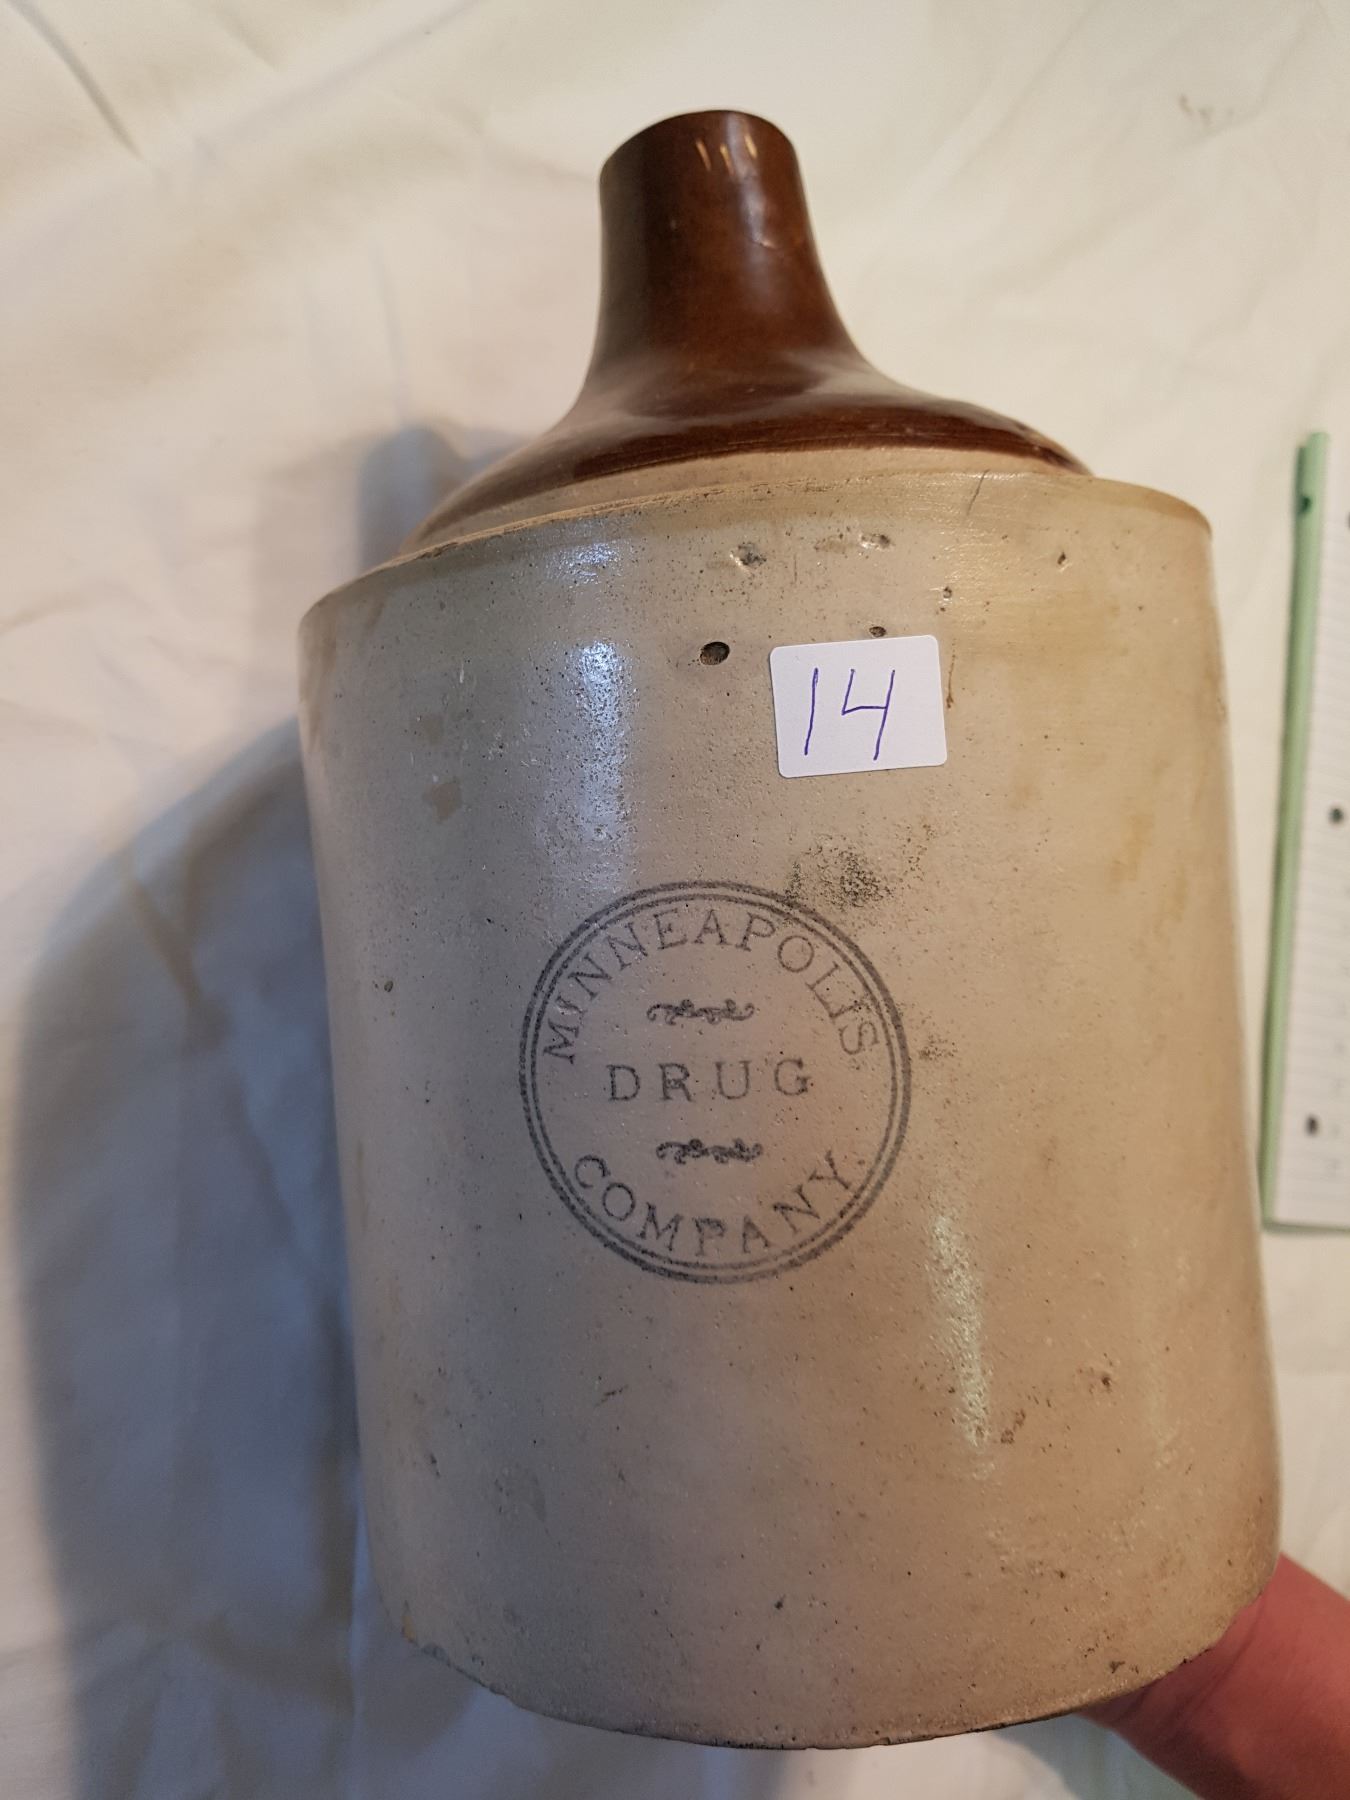 14
MINNEAPOLIS
DRUG
COMPANY.